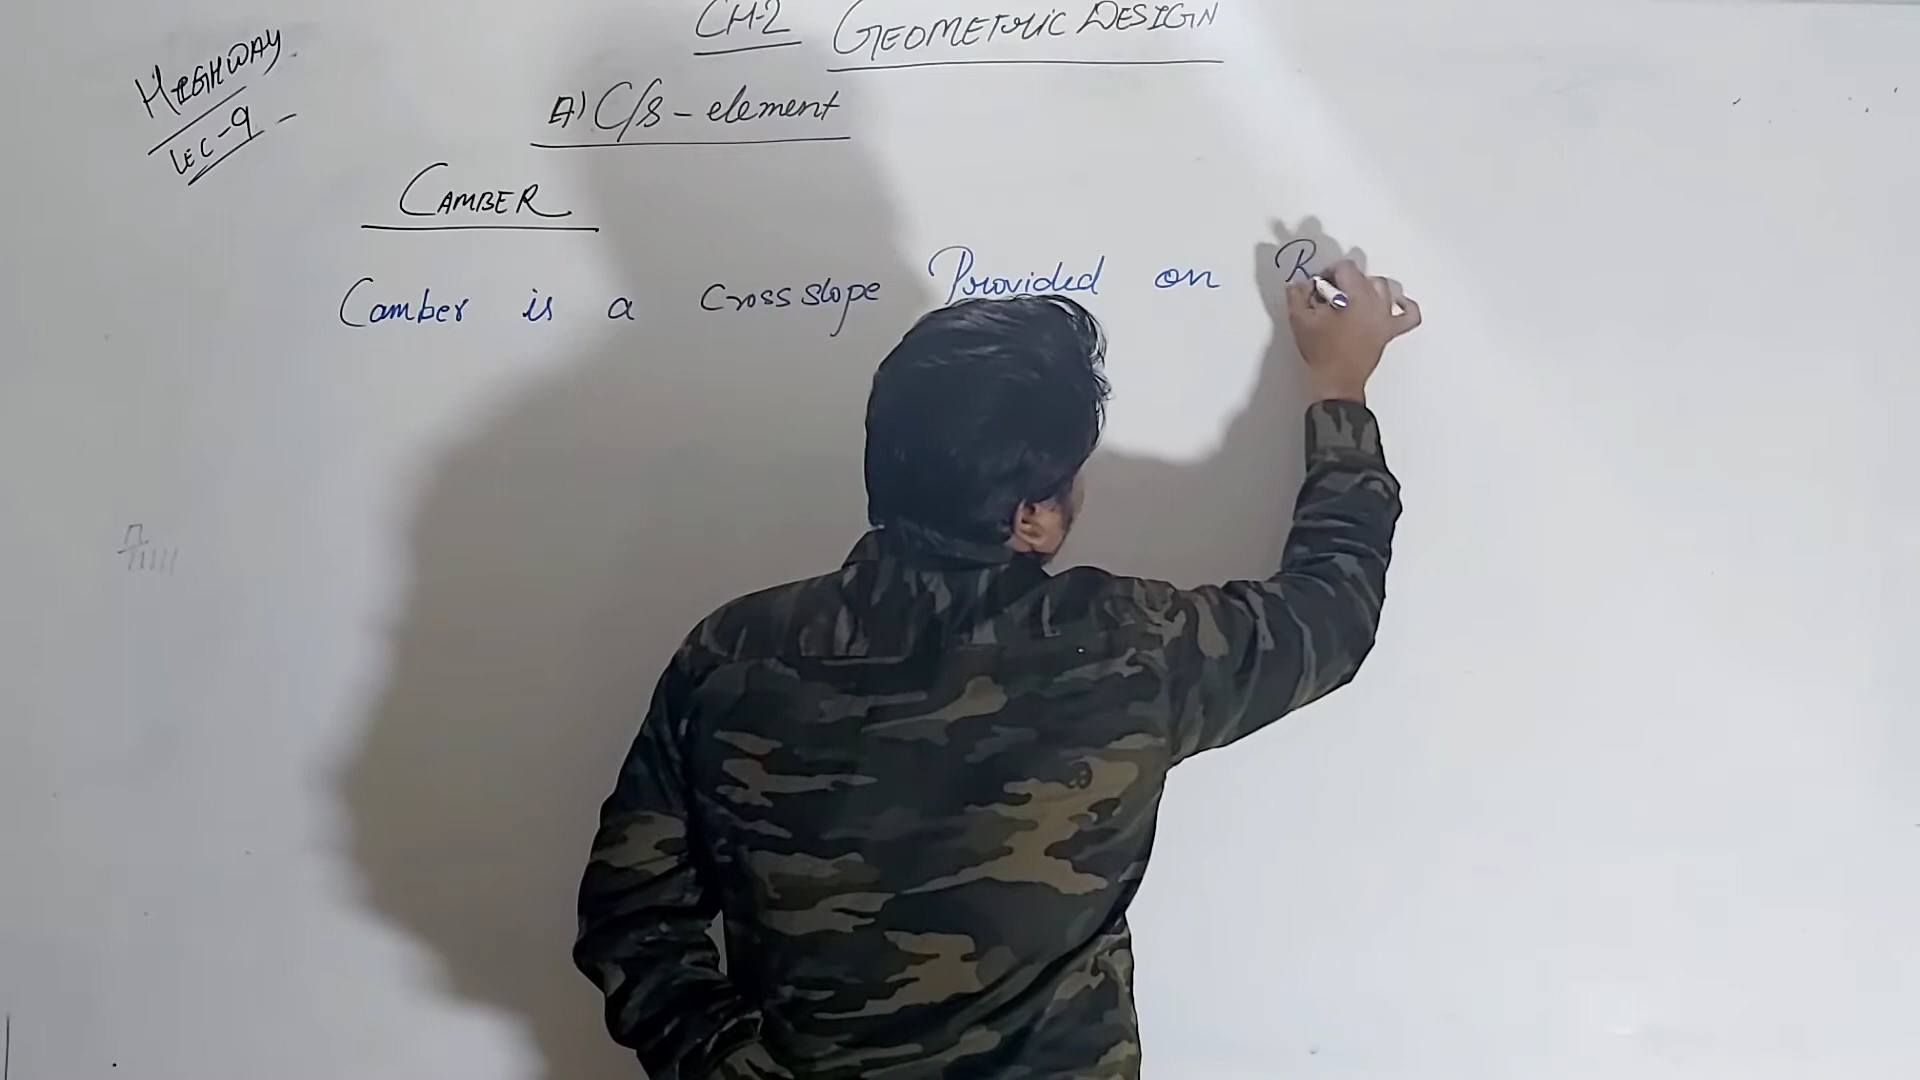 CH-2 GEOMETRIC DESIGN
HIGHWAY
LEC-9
A) C/S - element
CAMBER
Camber is a Cross slope Provided on R